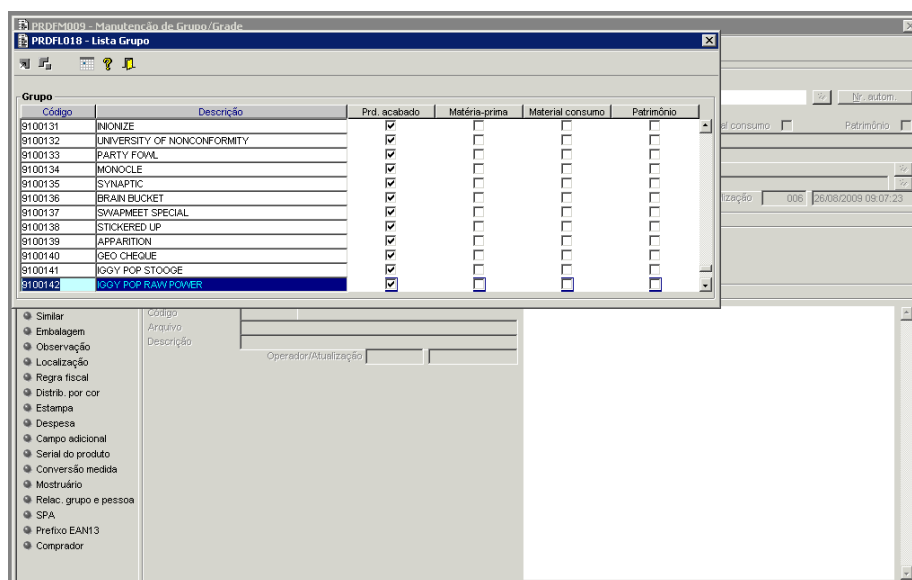 PRDFM009 - Manutenção de Grupo/Grade
PRDFL018 - Lista Grupo
Grupo
Código Descrição Prd. acabado Matéria-prima Material consumo Patrimônio
9100131 INIONIZE
9100132 UNIVERSITY OF NONCONFORMITY
9100133 PARTY FOWL
9100134 MONOCLE
9100135 SYNAPTIC
9100136 BRAIN BUCKET
9100137 SWAPMEET SPECIAL
9100138 STICKERED UP
9100139 APPARITION
9100140 GEO CHEQUE
9100141 IGGY POP STOOGE
9100142 IGGY POP RAW POWER
Nr. autom.
al consumo Patrimônio
lização 006 26/08/2009 09:07:23
Similar
Embalagem
Observação
Localização
Regra fiscal
Distrib. por cor
Estampa
Despesa
Campo adicional
Serial do produto
Conversão medida
Mostruário
Relac. grupo e pessoa
SPA
Prefixo EAN13
Comprador
Código
Arquivo
Descrição
Operador/Atualização